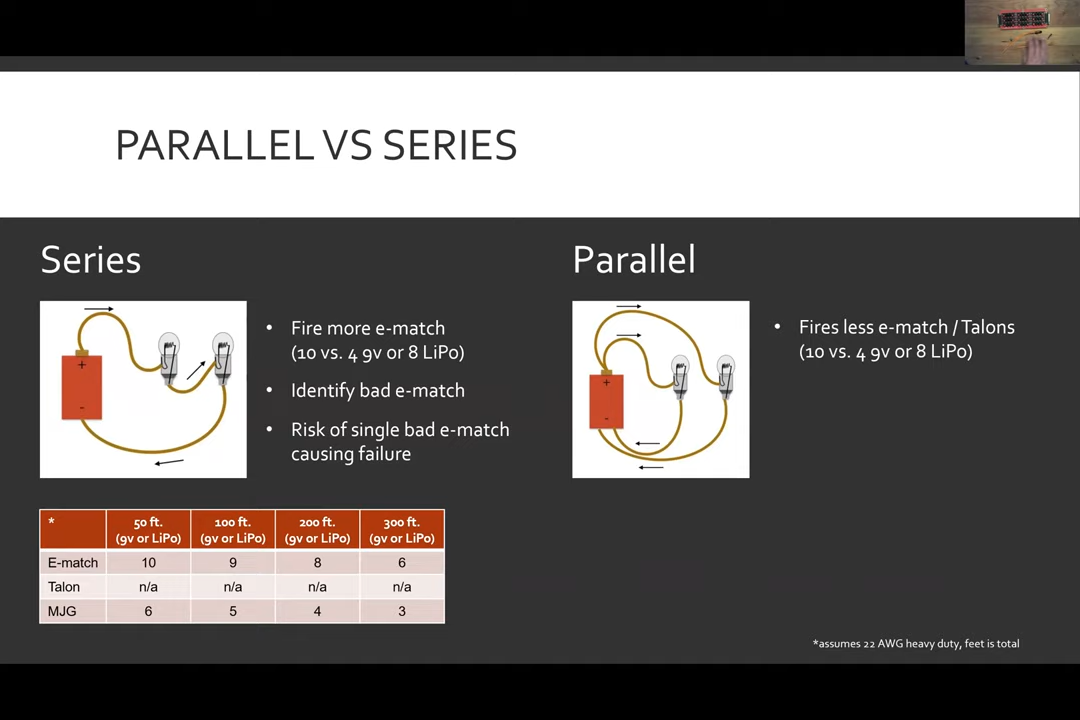 PARALLEL VS SERIES
Series
+
-
• Fire more e-match
(10 vs. 4 9v or 8 LiPo)
• Identify bad e-match
• Risk of single bad e-match
causing failure
* 50 ft. 100 ft. 200 ft. 300 ft.
(9v or LiPo) (9v or LiPo) (9v or LiPo) (9v or LiPo)
E-match 10 9 8 6
Talon n/a n/a n/a n/a
MJG 6 5 4 3
Parallel
+
-
• Fires less e-match / Talons
(10 vs. 4 9v or 8 LiPo)
*assumes 22 AWG heavy duty, feet is total